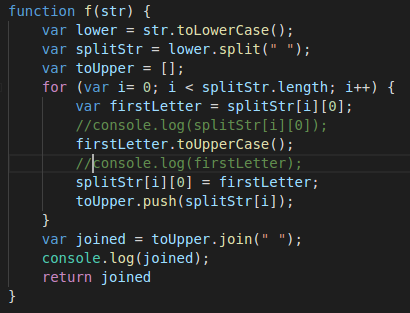 function f(str) {
    var lower = str.toLowerCase();
    var splitStr = lower.split(" ");
    var toUpper = [];
    for (var i= 0; i < splitStr.length; i++) {
        var firstLetter = splitStr[i][0];
        //console.log(splitStr[i][0]);
        firstLetter.toUpperCase();
        //console.log(firstLetter);
        splitStr[i][0] = firstLetter;
        toUpper.push(splitStr[i]);
    }
    var joined = toUpper.join(" ");
    console.log(joined);
    return joined
}